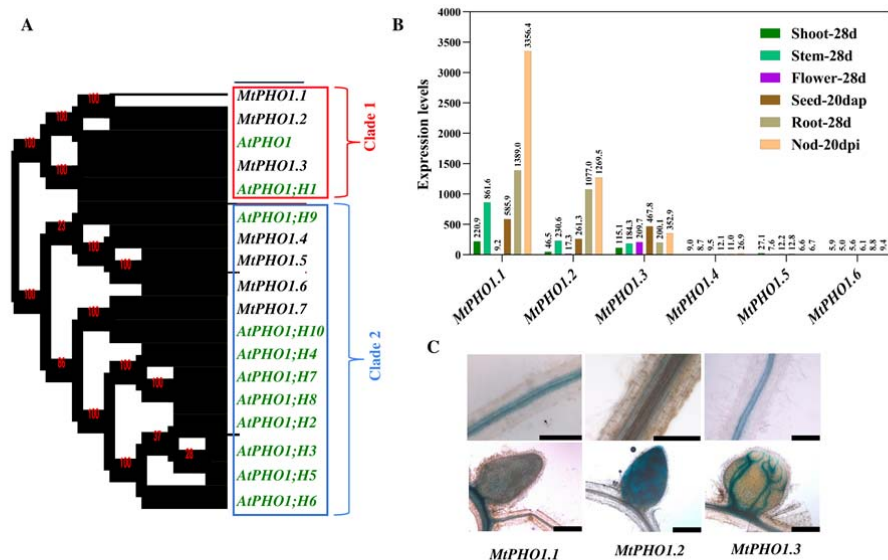 A
100
100
100
100
23
100
100
100
86
100
100
100
27
28
100
MtPHO1.1
MtPHO1.2
AtPHO1
MtPHO1.3
AtPHO1;H1
Clade 1
AtPHO1;H9
MtPHO1.4
MtPHO1.5
MtPHO1.6
MtPHO1.7
AtPHO1;H10
AtPHO1;H4
AtPHO1;H7
AtPHO1;H8
AtPHO1;H2
AtPHO1;H3
AtPHO1;H5
AtPHO1;H6
Clade 2
B
Expression levels
4000
3500
3000
2500
2000
1500
1000
500
0
220.9 861.6 9.2 585.9 1389.0 3356.4
46.5 230.6 17.3 261.3 1077.0 1269.5
115.1 184.3 209.7 467.8 200.1 352.9
9.0 8.7 9.5 12.1 11.0 26.9
27.1 7.6 12.2 12.8 6.6 6.7
5.9 5.0 5.6 6.1 8.8 9.4
MtPHO1.1 MtPHO1.2 MtPHO1.3 MtPHO1.4 MtPHO1.5 MtPHO1.6
Shoot-28d
Stem-28d
Flower-28d
Seed-20dap
Root-28d
Nod-20dpi
C
MtPHO1.1 MtPHO1.2 MtPHO1.3